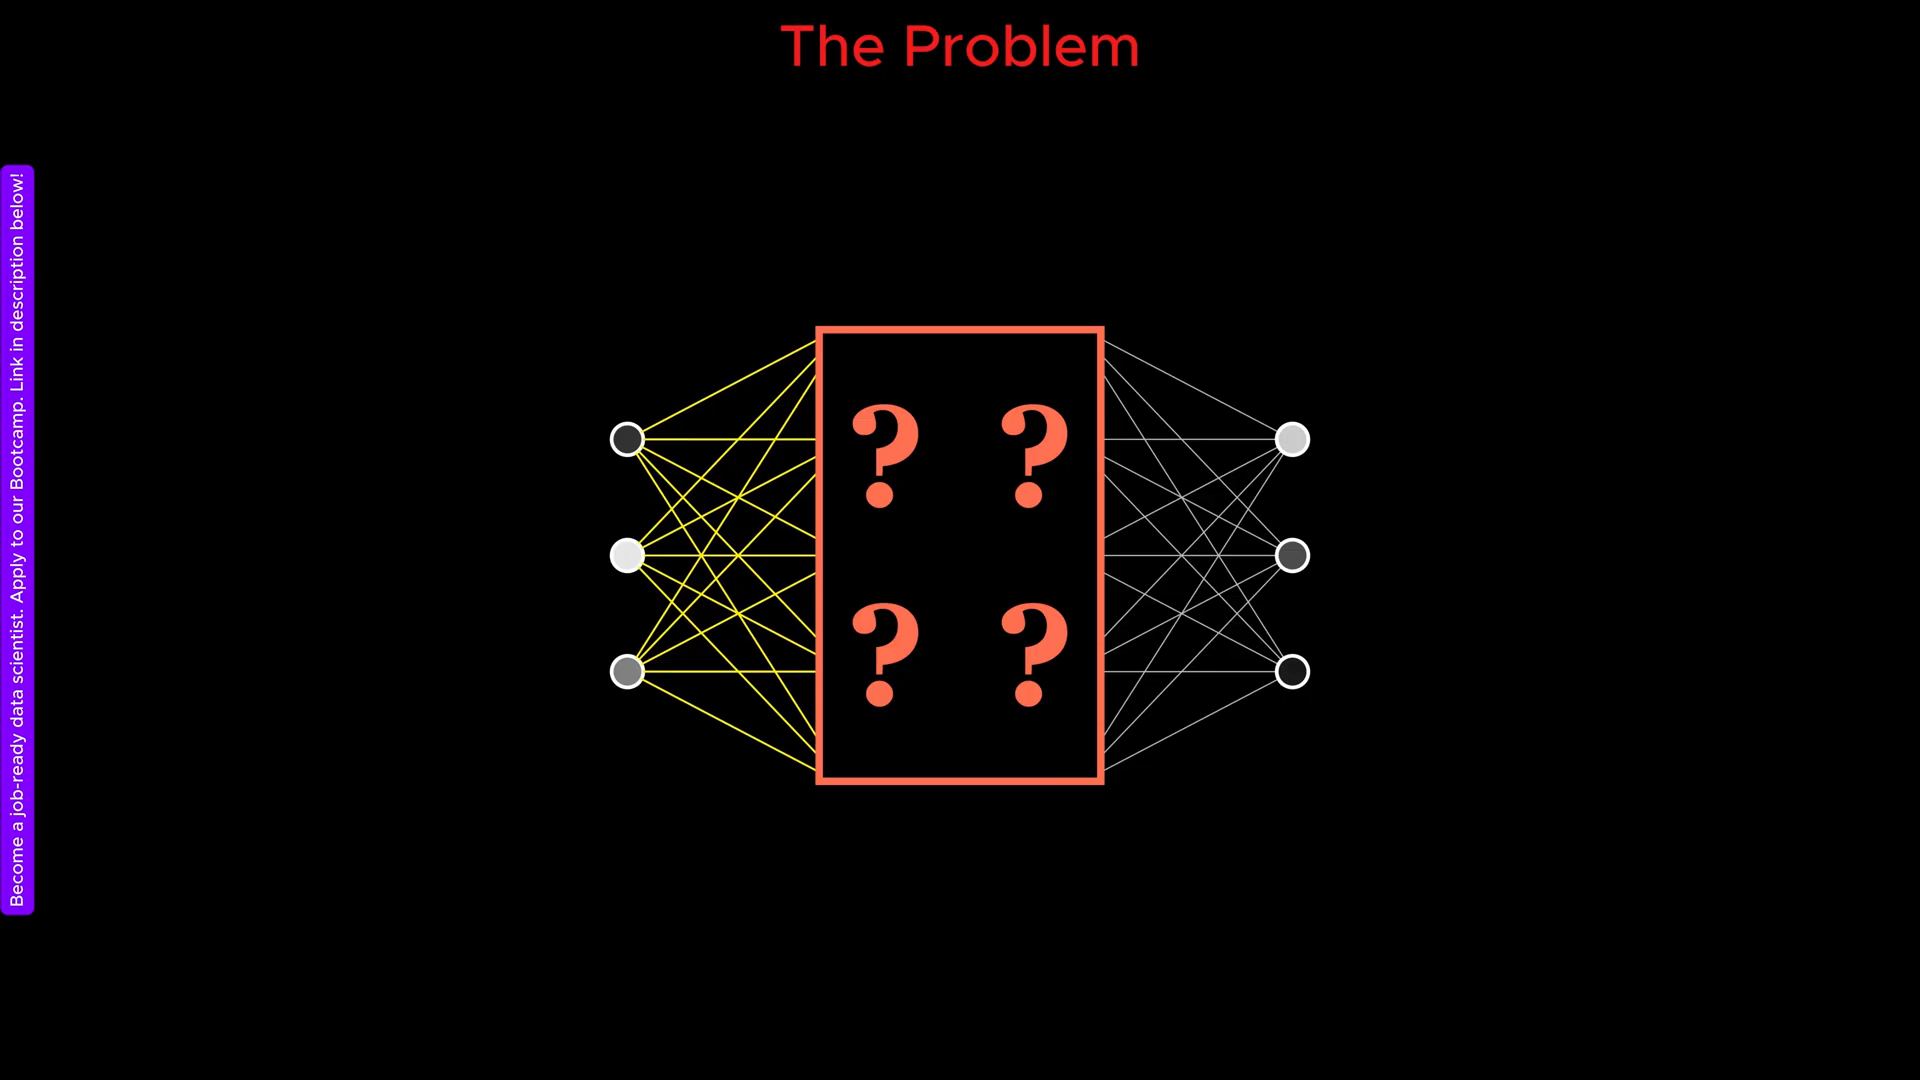 The Problem
Become a job-ready data scientist. Apply to our Bootcamp. Link in description below!
? ?
? ?